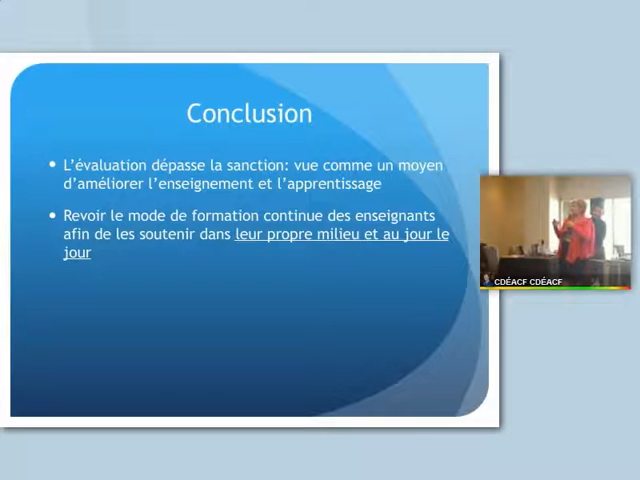 Conclusion
L'évaluation dépasse la sanction: vue comme un moyen
d'améliorer l'enseignement et l'apprentissage
Revoir le mode de formation continue des enseignants
afin de les soutenir dans leur propre milieu et au jour le
jour
CDÉACF CDÉACF